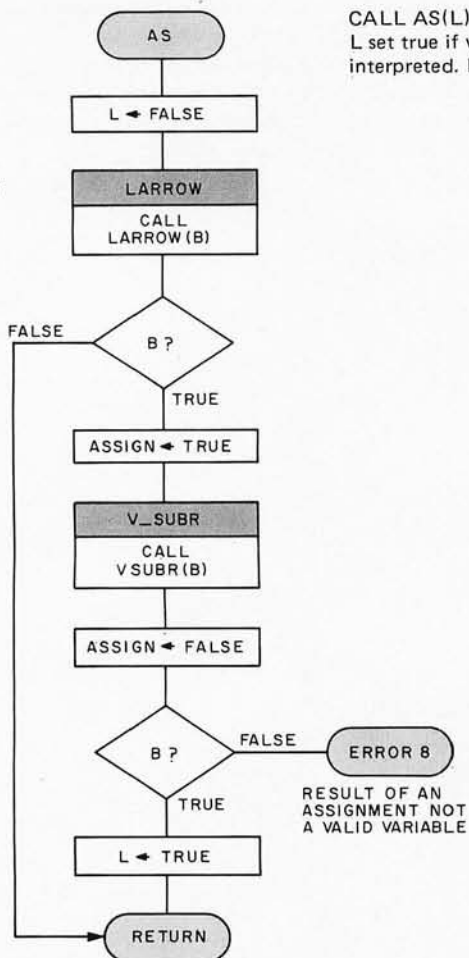 AS
CALL AS(L)
L set true if
interpreted.
L ← FALSE
LARROW
CALL
LARROW(B)
FALSE
B ?
TRUE
ASSIGN ← TRUE
V_SUBR
CALL
VSUBR(B)
ASSIGN ← FALSE
B ?
FALSE
ERROR 8
TRUE
RESULT OF AN
ASSIGNMENT NOT
A VALID VARIABLE
L ← TRUE
RETURN